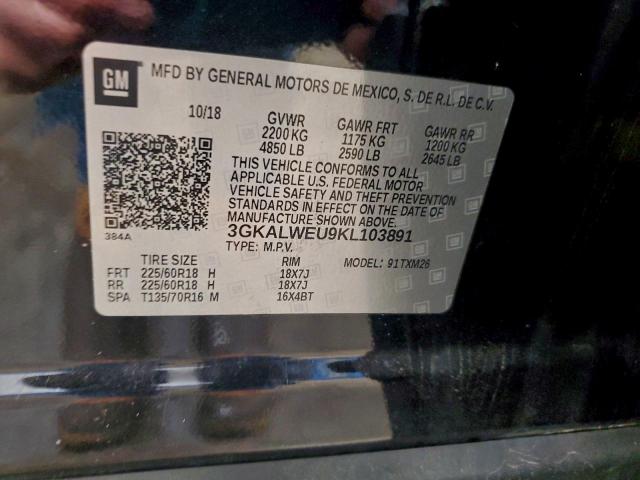 GM
MFD BY GENERAL MOTORS DE MEXICO, S. DE R.L. DE C.V.
10/18 GVWR GAWR FRT GAWR RR
2200 KG 1175 KG 1200 KG
4850 LB 2590 LB 2645 LB
THIS VEHICLE CONFORMS TO ALL
APPLICABLE U.S. FEDERAL MOTOR
VEHICLE SAFETY AND THEFT PREVENTION
STANDARDS IN EFFECT ON THE DATE OF
MANUFACTURE SHOWN ABOVE.
384A
3GKALWEU9KL103891
TYPE: M.P.V. MODEL: 91TXM26
TIRE SIZE RIM
FRT 225/60R18 H 18X7J
RR 225/60R18 H 18X7J
SPA T135/70R16 M 16X4BT